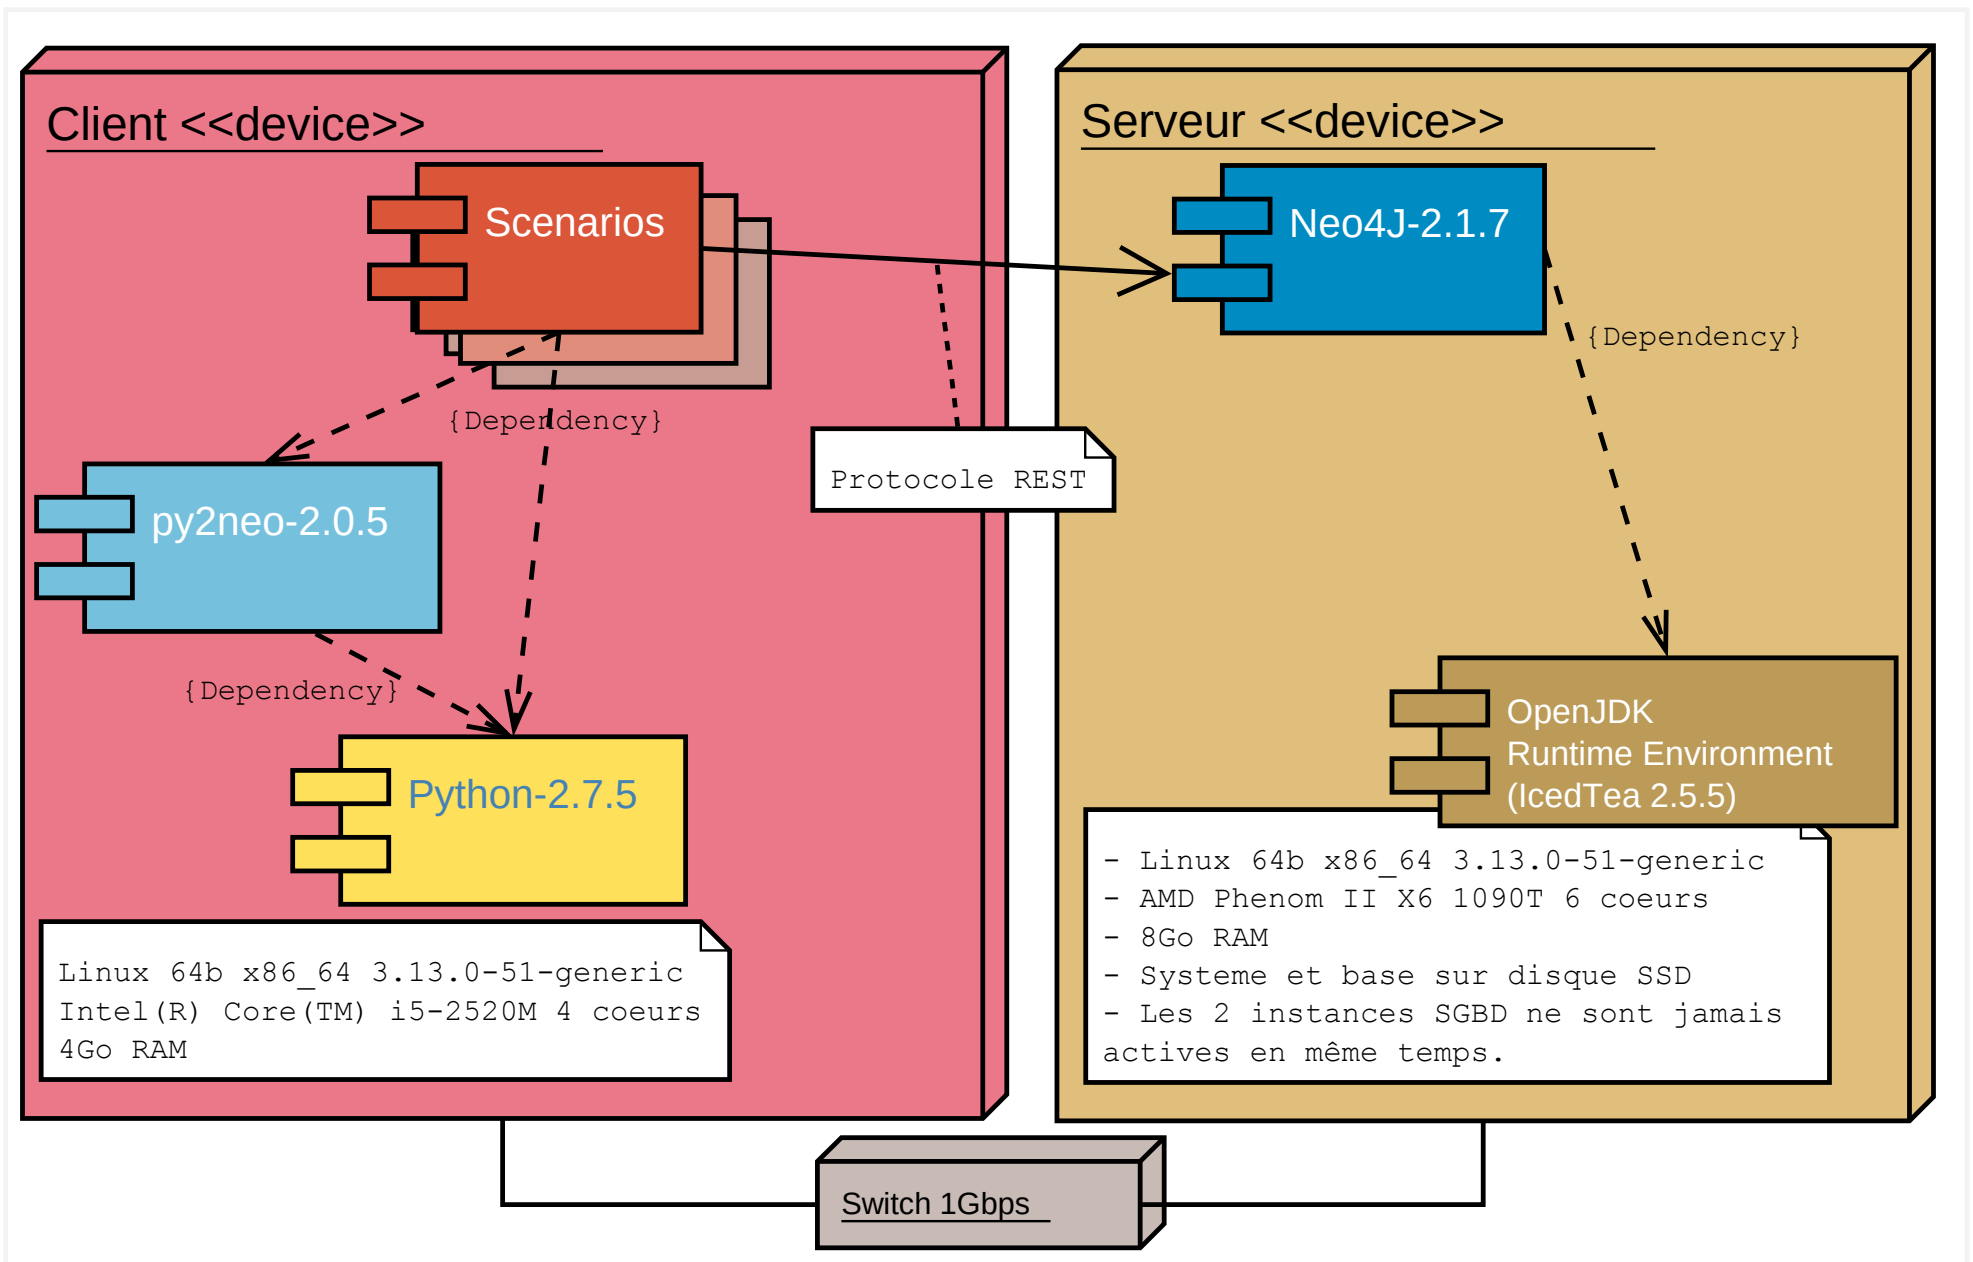 Client <<device>>
Scenarios
{Dependency}
py2neo-2.0.5
{Dependency}
Python-2.7.5
Linux 64b x86_64 3.13.0-51-generic
Intel(R) Core(TM) i5-2520M 4 coeurs
4Go RAM
Protocole REST
Serveur <<device>>
Neo4J-2.1.7
{Dependency}
OpenJDK
Runtime Environment
(IcedTea 2.5.5)
- Linux 64b x86_64 3.13.0-51-generic
- AMD Phenom II X6 1090T 6 coeurs
- 8Go RAM
- Systeme et base sur disque SSD
- Les 2 instances SGBD ne sont jamais
actives en même temps.
Switch 1Gbps